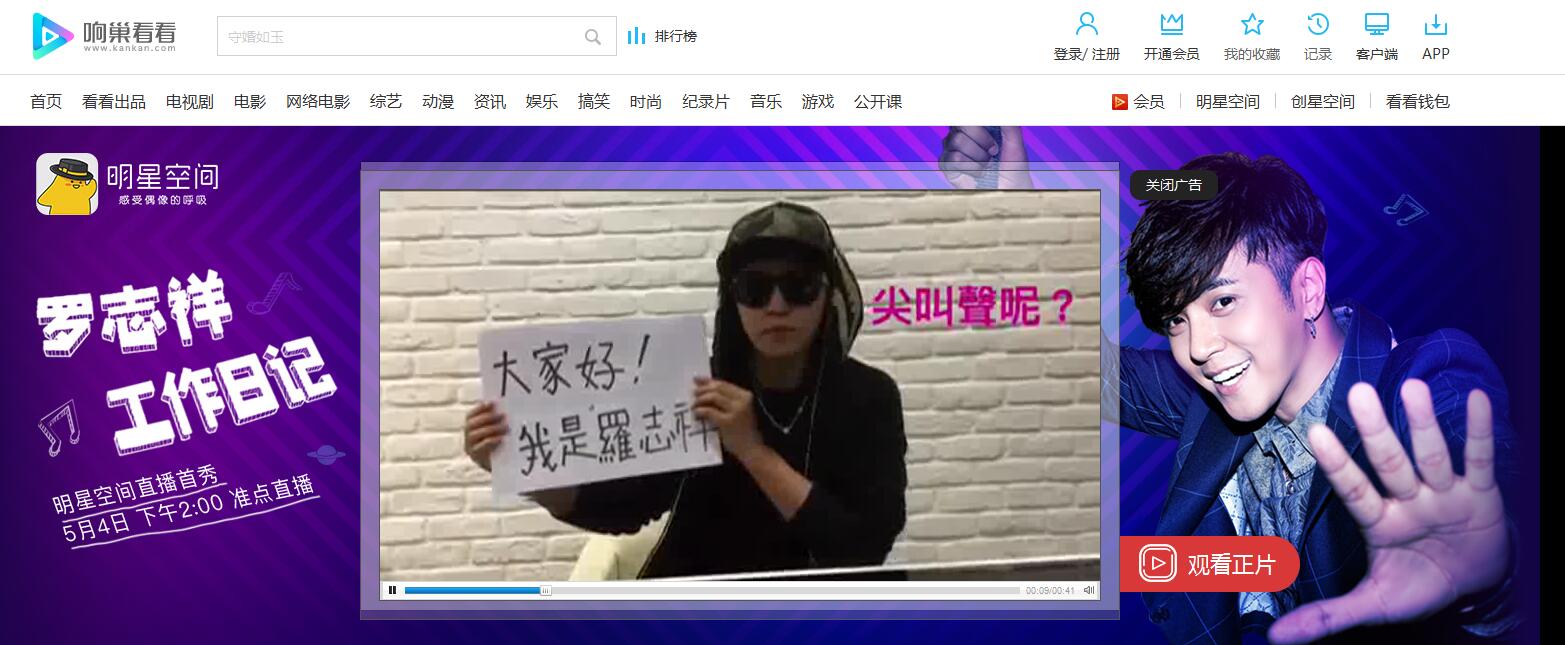 响巢看看
www.kankan.com
守婚如玉
排行榜
登录/ 注册
开通会员
我的收藏
记录
客户端
APP
首页 看看出品 电视剧 电影 网络电影 综艺 动漫 资讯 娱乐 搞笑 时尚 纪录片 音乐 游戏 公开课
会员 明星空间 创星空间 看看钱包
明星空间
感受偶像的呼吸
关闭广告
罗志祥
工作日记
明星空间直播首秀
5月4日 下午2:00 准点直播
尖叫聲呢？
大家好！
我是羅志祥
00:09/00:41
观看正片